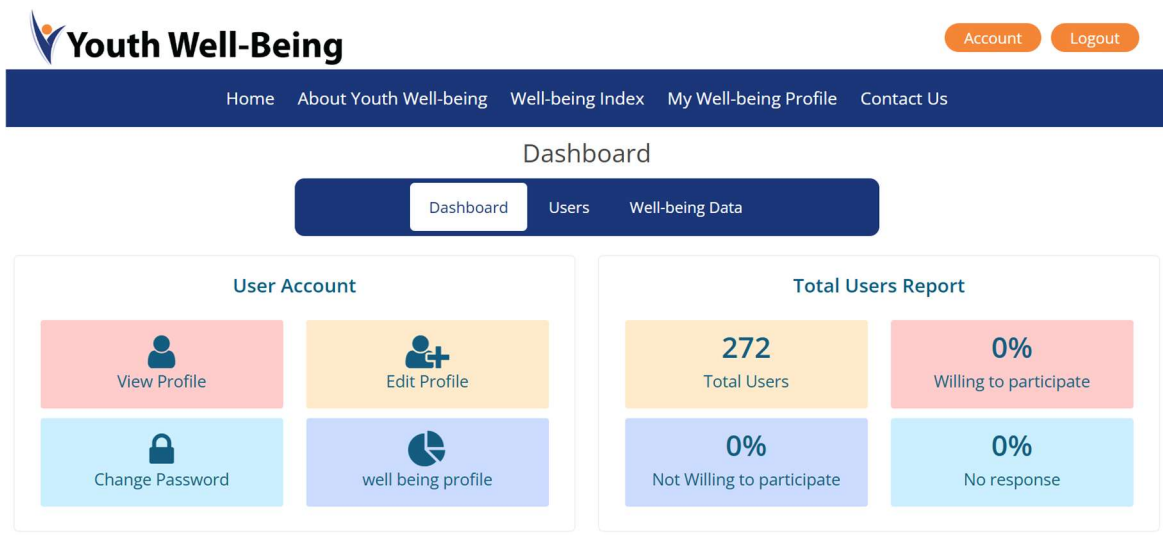 Youth Well-Being
Account Logout
Home About Youth Well-being Well-being Index My Well-being Profile Contact Us
Dashboard
Dashboard Users Well-being Data
User Account
View Profile
Edit Profile
Change Password
well being profile
Total Users Report
272
Total Users
0%
Willing to participate
0%
Not Willing to participate
0%
No response